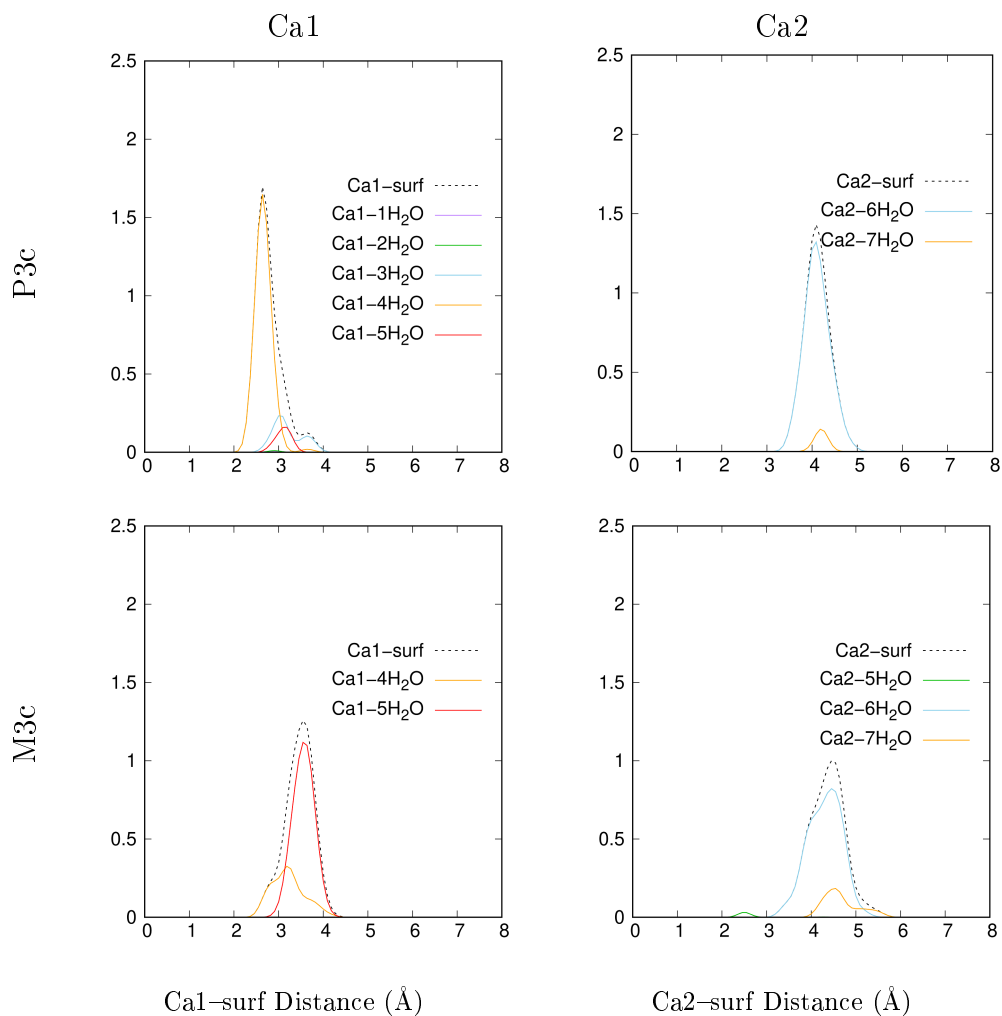 Ca1
Ca2
P3c
2.5
2
1.5
1
0.5
0
0 1 2 3 4 5 6 7 8
Ca1−surf
Ca1−1H₂O
Ca1−2H₂O
Ca1−3H₂O
Ca1−4H₂O
Ca1−5H₂O
2.5
2
1.5
1
0.5
0
0 1 2 3 4 5 6 7 8
Ca2−surf
Ca2−6H₂O
Ca2−7H₂O
M3c
2.5
2
1.5
1
0.5
0
0 1 2 3 4 5 6 7 8
Ca1−surf
Ca1−4H₂O
Ca1−5H₂O
2.5
2
1.5
1
0.5
0
0 1 2 3 4 5 6 7 8
Ca2−surf
Ca2−5H₂O
Ca2−6H₂O
Ca2−7H₂O
Ca1–surf Distance (Å)
Ca2–surf Distance (Å)